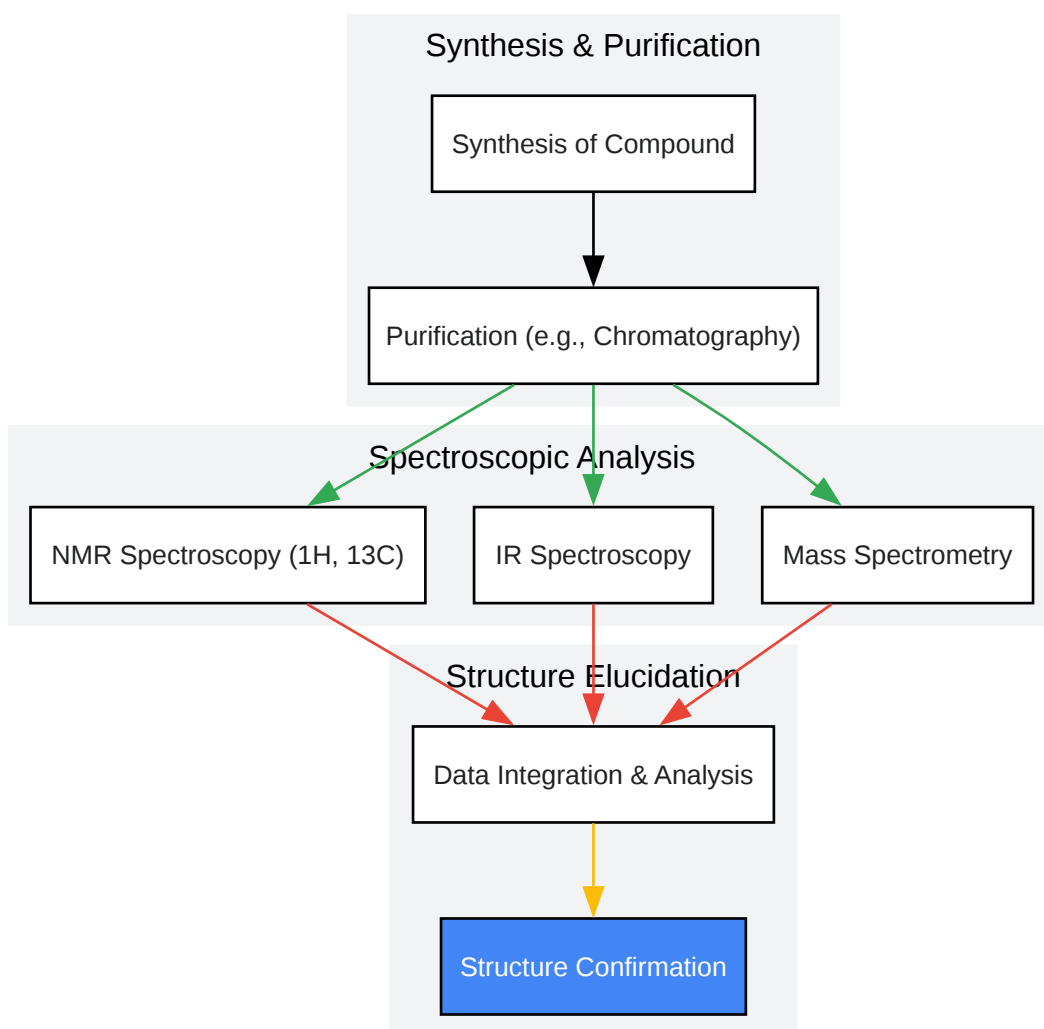 Synthesis & Purification
Synthesis of Compound
Purification (e.g., Chromatography)
Spectroscopic Analysis
NMR Spectroscopy (1H, 13C)
IR Spectroscopy
Mass Spectrometry
Structure Elucidation
Data Integration & Analysis
Structure Confirmation